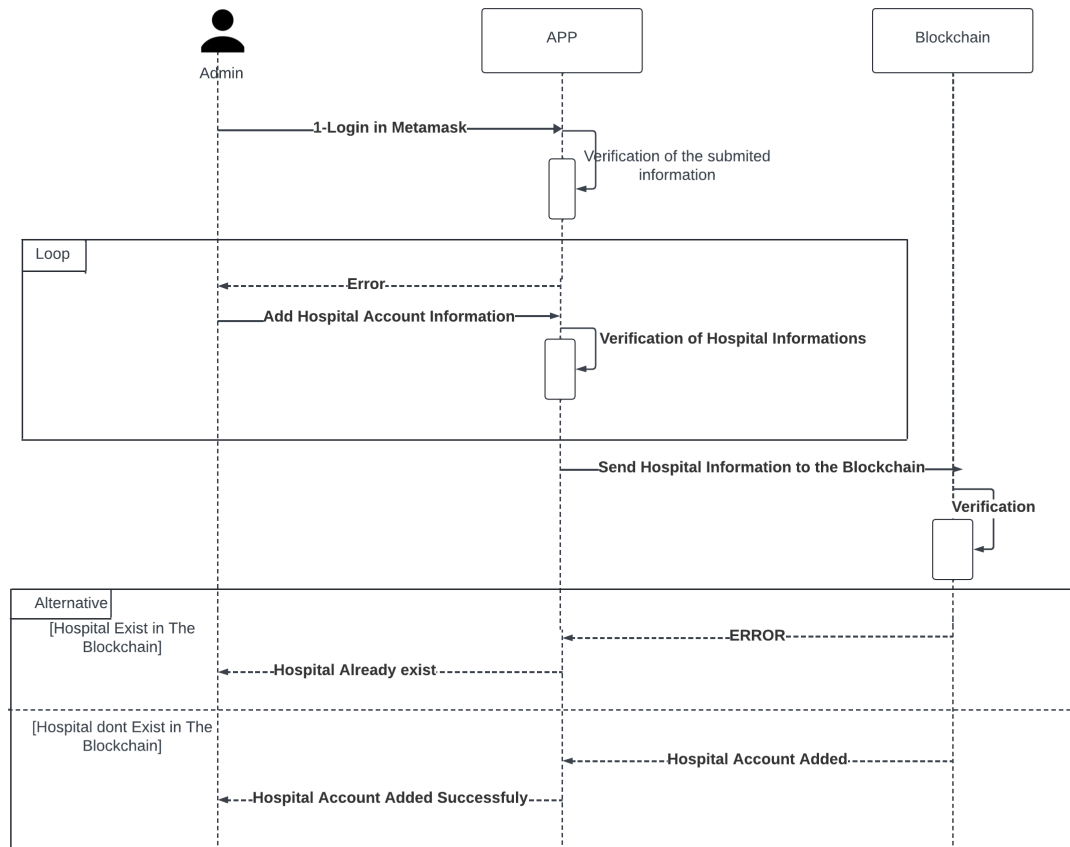 Admin
APP
Blockchain
1-Login in Metamask
Verification of the submited
information
Loop
Error
Add Hospital Account Information
Verification of Hospital Informations
Send Hospital Information to the Blockchain
Verification
Alternative
[Hospital Exist in The
Blockchain]
ERROR
Hospital Already exist
[Hospital dont Exist in The
Blockchain]
Hospital Account Added
Hospital Account Added Successfuly